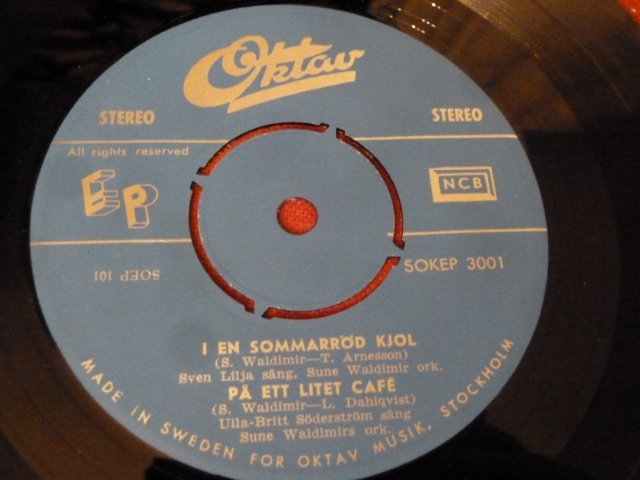 Oktav
STEREO
STEREO
All rights reserved
EP
NCB
SOEP 101
SOKEP 3001
I EN SOMMARRÖD KJOL
(S. Waldimir—T. Arnesson)
Sven Lilja sång, Sune Waldimir ork.
PÅ ETT LITET CAFÉ
(S. Waldimir—L. Dahlqvist)
Ulla-Britt Söderström sång
Sune Waldimirs ork.
MADE IN SWEDEN FOR OKTAV MUSIK, STOCKHOLM